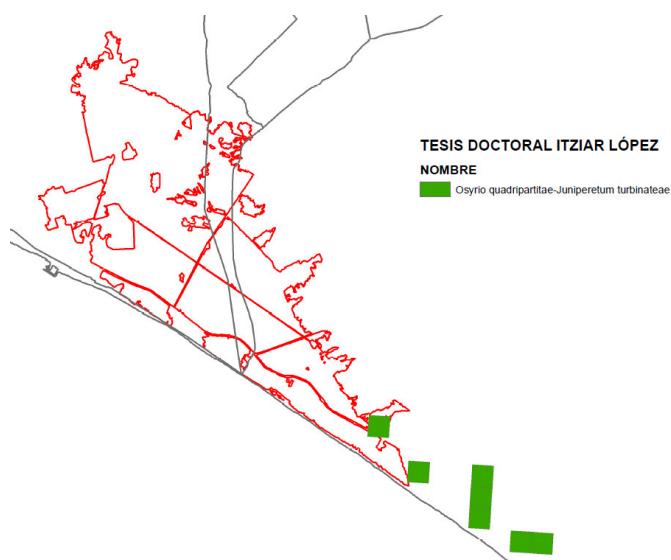 TESIS DOCTORAL ITZIAR LÓPEZ
NOMBRE
Osyrio quadripartitae-Juniperetum turbinateae